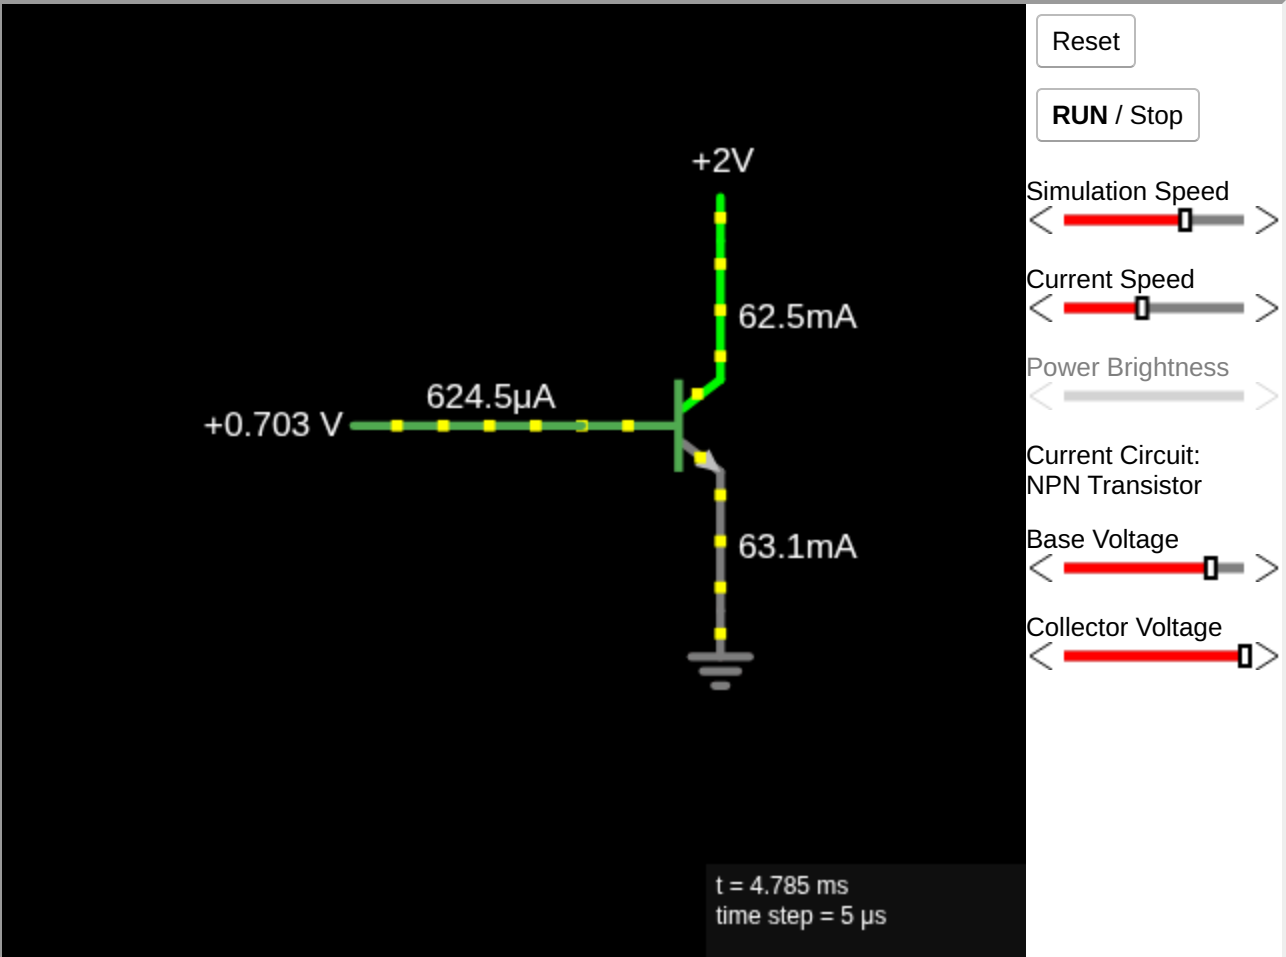 Reset
RUN / Stop
+2V
Simulation Speed
Current Speed
62.5mA
Power Brightness
624.5µA
+0.703 V
Current Circuit:
NPN Transistor
Base Voltage
63.1mA
Collector Voltage
t = 4.785 ms
time step = 5 µs